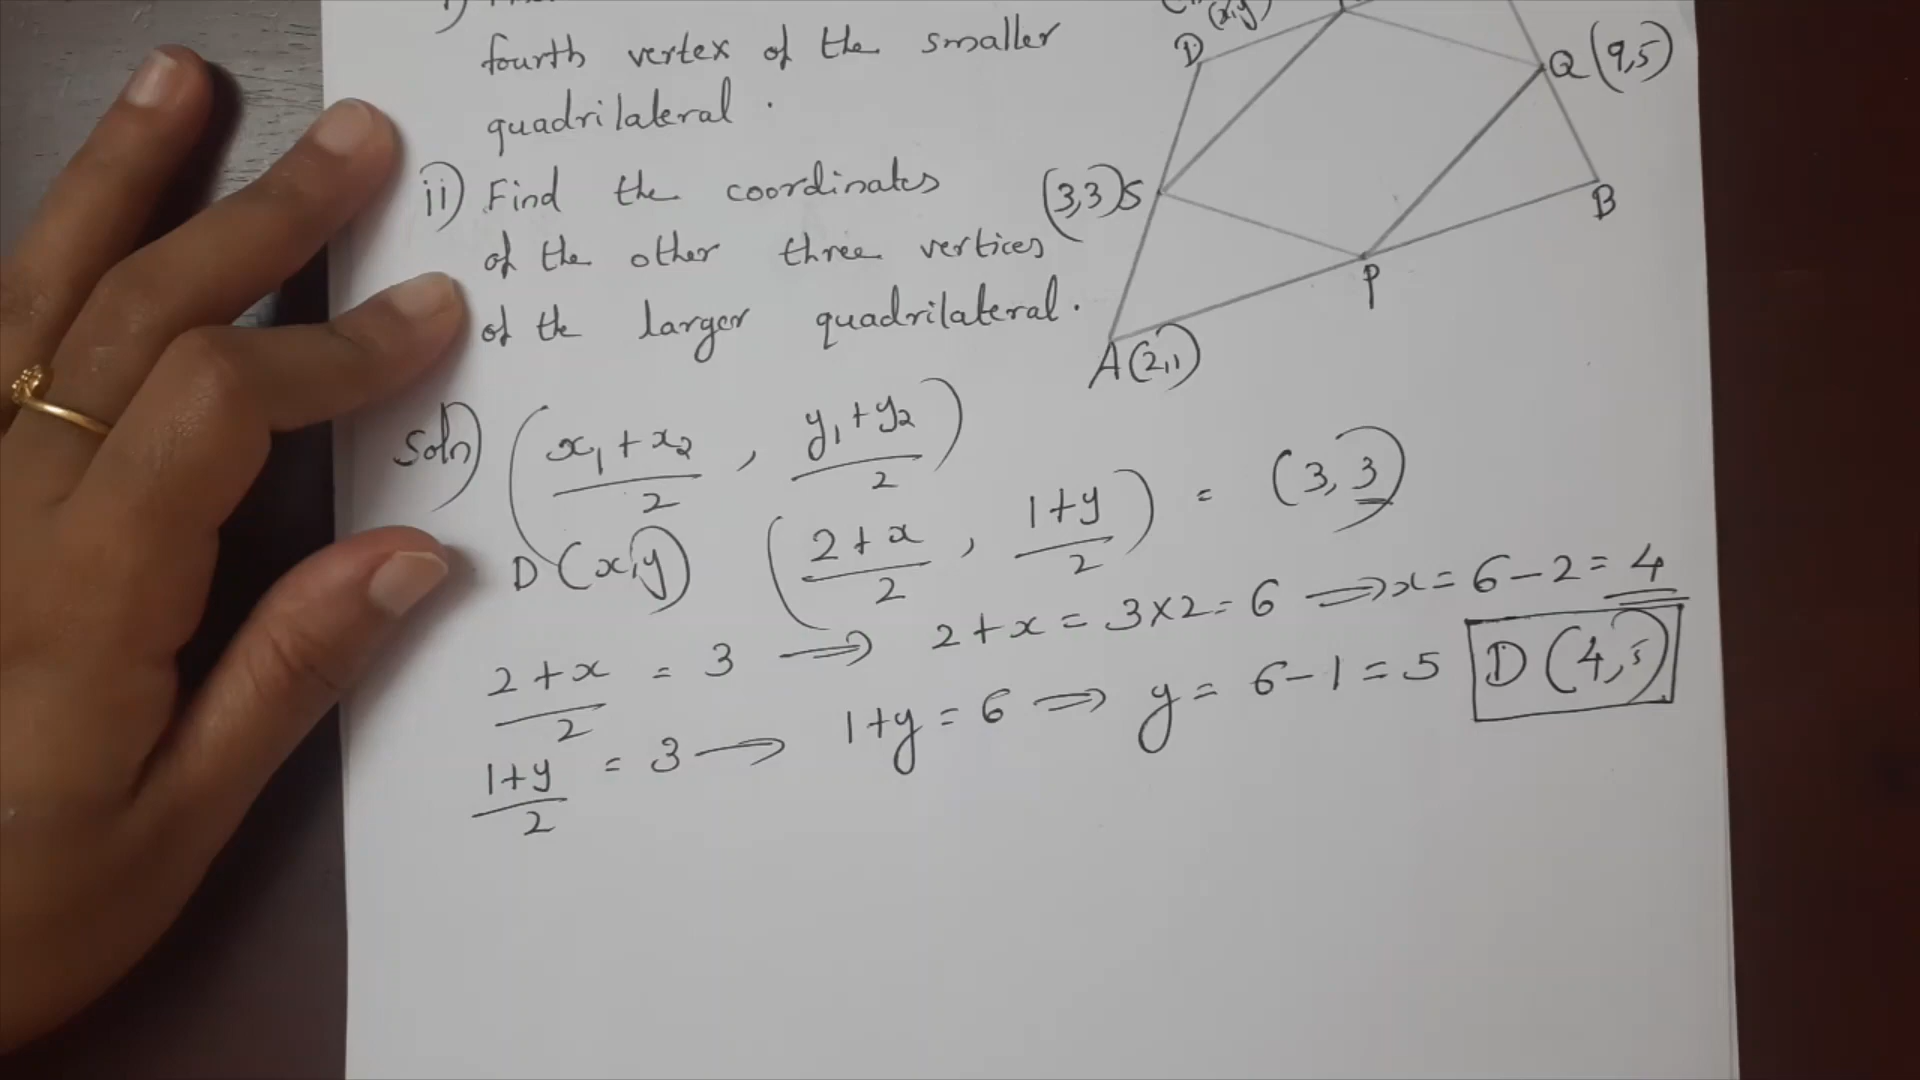 fourth vertex of the smaller
quadrilateral .
ii) Find the coordinates
of the other three vertices
of the larger quadrilateral .
(x,y)
D
Q (9,5)
(3,3) S
B
P
A (2,1)
Soln) ( x₁ + x₂ / 2 , y₁ + y₂ / 2 )
D (x,y) ( 2 + x / 2 , 1 + y / 2 ) = (3, 3)
2 + x / 2 = 3 ⟹ 2 + x = 3 × 2 = 6 ⟹ x = 6 − 2 = 4
1 + y / 2 = 3 ⟶ 1 + y = 6 ⟹ y = 6 − 1 = 5 D (4,5)